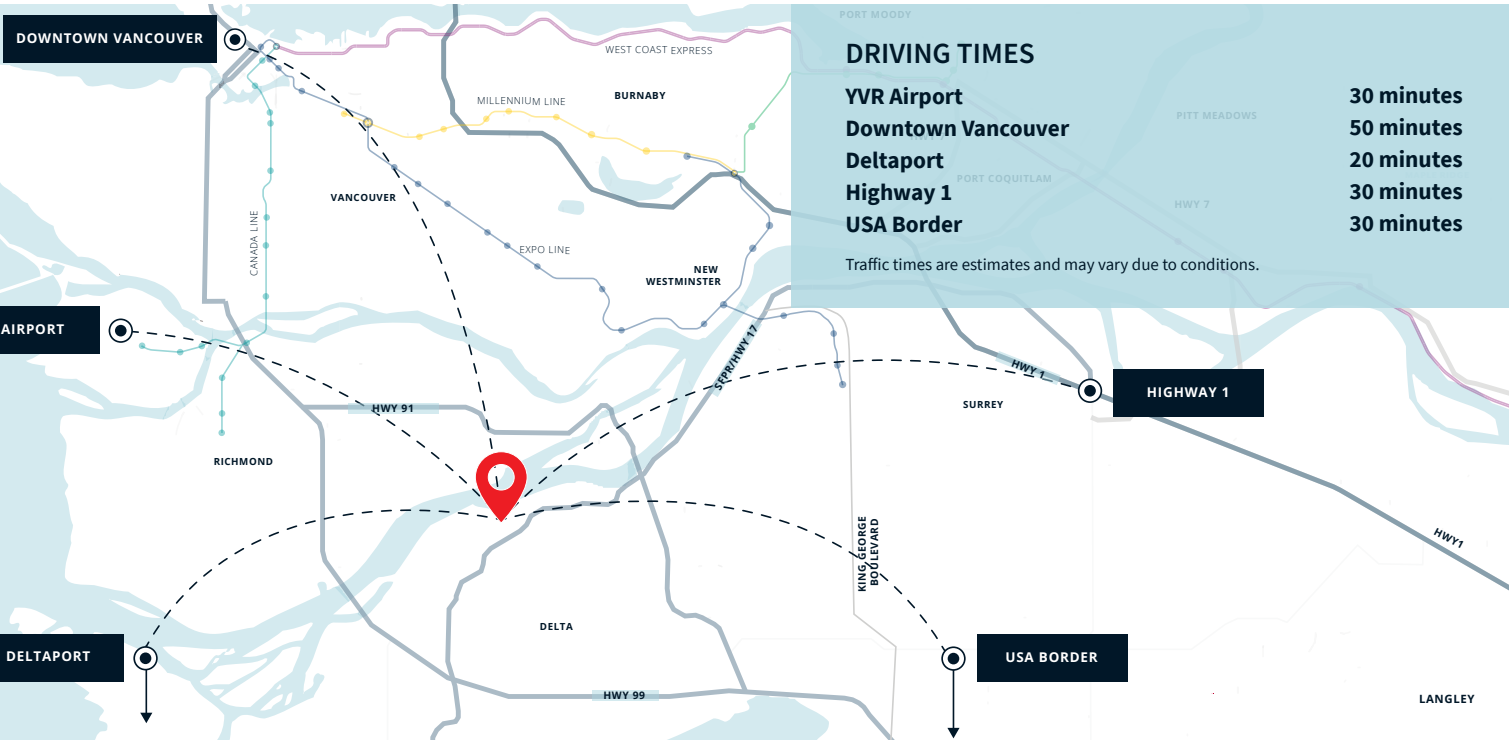 DOWNTOWN VANCOUVER
PORT MOODY
WEST COAST EXPRESS
BURNABY
MILLENNIUM LINE
DRIVING TIMES
YVR Airport 30 minutes
Downtown Vancouver 50 minutes
Deltaport 20 minutes
Highway 1 30 minutes
USA Border 30 minutes
Traffic times are estimates and may vary due to conditions.
PITT MEADOWS
PORT COQUITLAM
HWY 7
VANCOUVER
CANADA LINE
EXPO LINE
NEW
WESTMINSTER
AIRPORT
SFPR/HWY 17
HWY 1
HIGHWAY 1
HWY 91
SURREY
RICHMOND
KING GEORGE
BOULEVARD
HWY1
DELTA
DELTAPORT
USA BORDER
HWY 99
LANGLEY